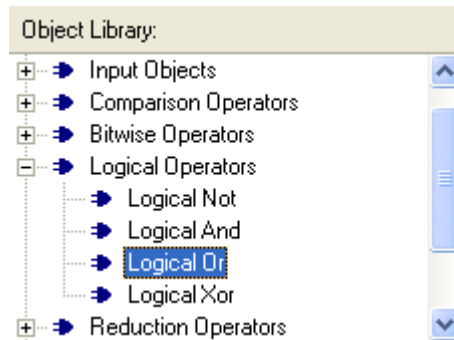 Object Library:
Input Objects
Comparison Operators
Bitwise Operators
Logical Operators
Logical Not
Logical And
Logical Or
Logical Xor
Reduction Operators